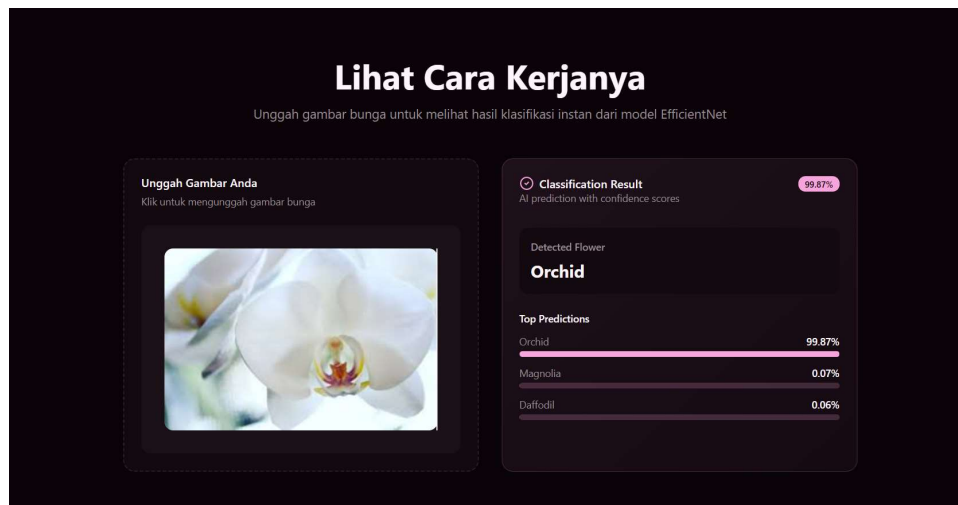 Lihat Cara Kerjanya
Unggah gambar bunga untuk melihat hasil klasifikasi instan dari model EfficientNet
Unggah Gambar Anda
Klik untuk mengunggah gambar bunga
Classification Result
99.87%
AI prediction with confidence scores
Detected Flower
Orchid
Top Predictions
Orchid 99.87%
Magnolia 0.07%
Daffodil 0.06%